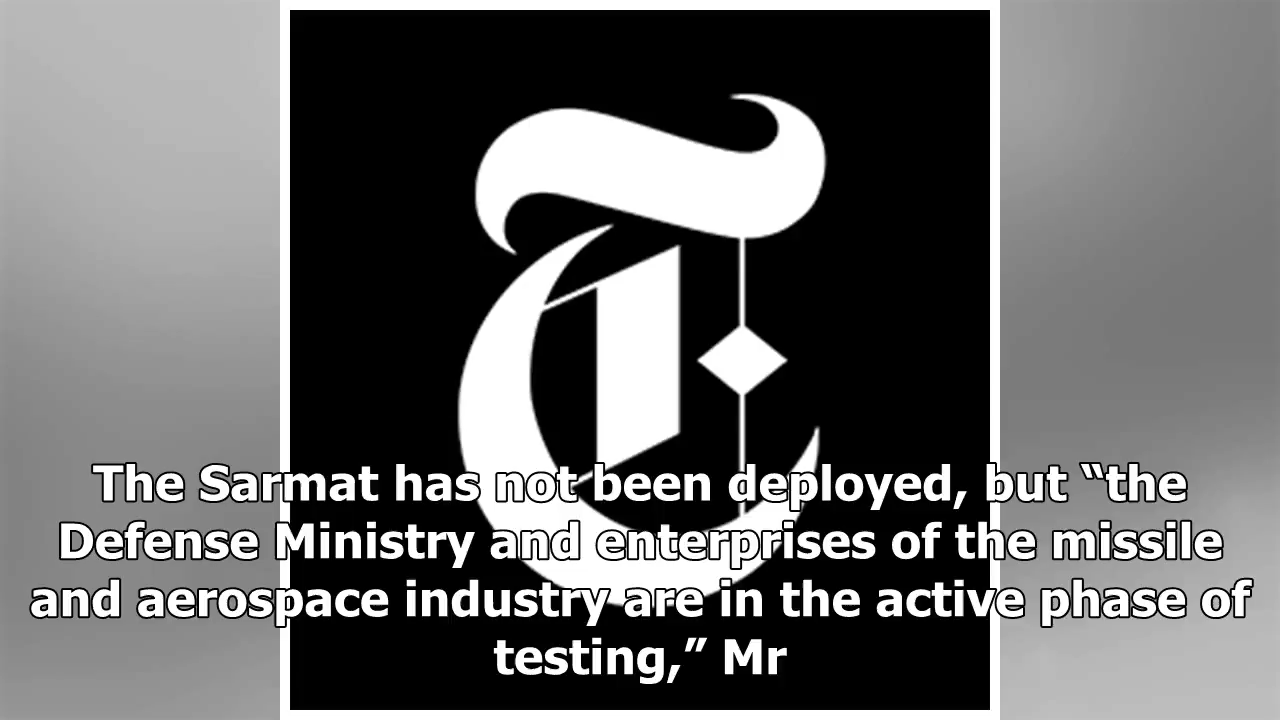 The Sarmat has not been deployed, but “the
Defense Ministry and enterprises of the missile
and aerospace industry are in the active phase of
testing,” Mr